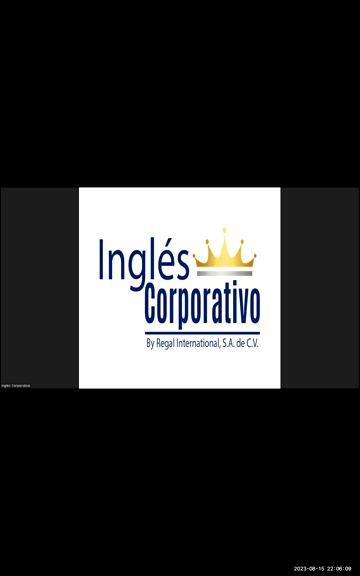 Inglés
Corporativo
By Regal International, S.A. de C.V.
Inglés Corporativo
2023-08-15 22:06:09